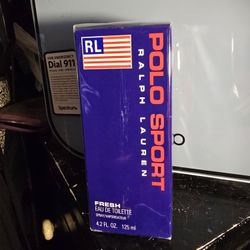 RL
POLO SPORT
RALPH LAUREN
FRESH
EAU DE TOILETTE
SPRAY/VAPORISATEUR
4.2 FL. OZ. 125 ml
Dial 911
Spectrum